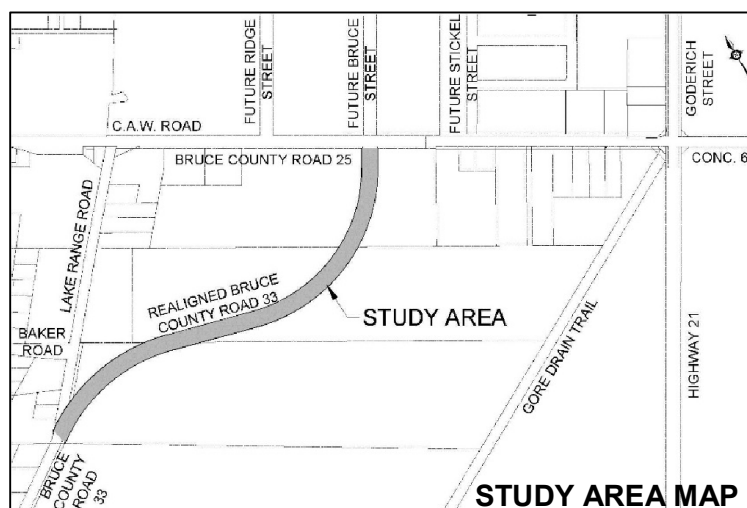 FUTURE RIDGE
STREET
FUTURE BRUCE
STREET
FUTURE STICKEL
STREET
GODERICH
STREET
C.A.W. ROAD
BRUCE COUNTY ROAD 25
CONC. 6
LAKE RANGE ROAD
REALIGNED BRUCE
COUNTY ROAD 33
STUDY AREA
BAKER
ROAD
GORE DRAIN TRAIL
HIGHWAY 21
BRUCE
COUNTY
ROAD
33
STUDY AREA MAP